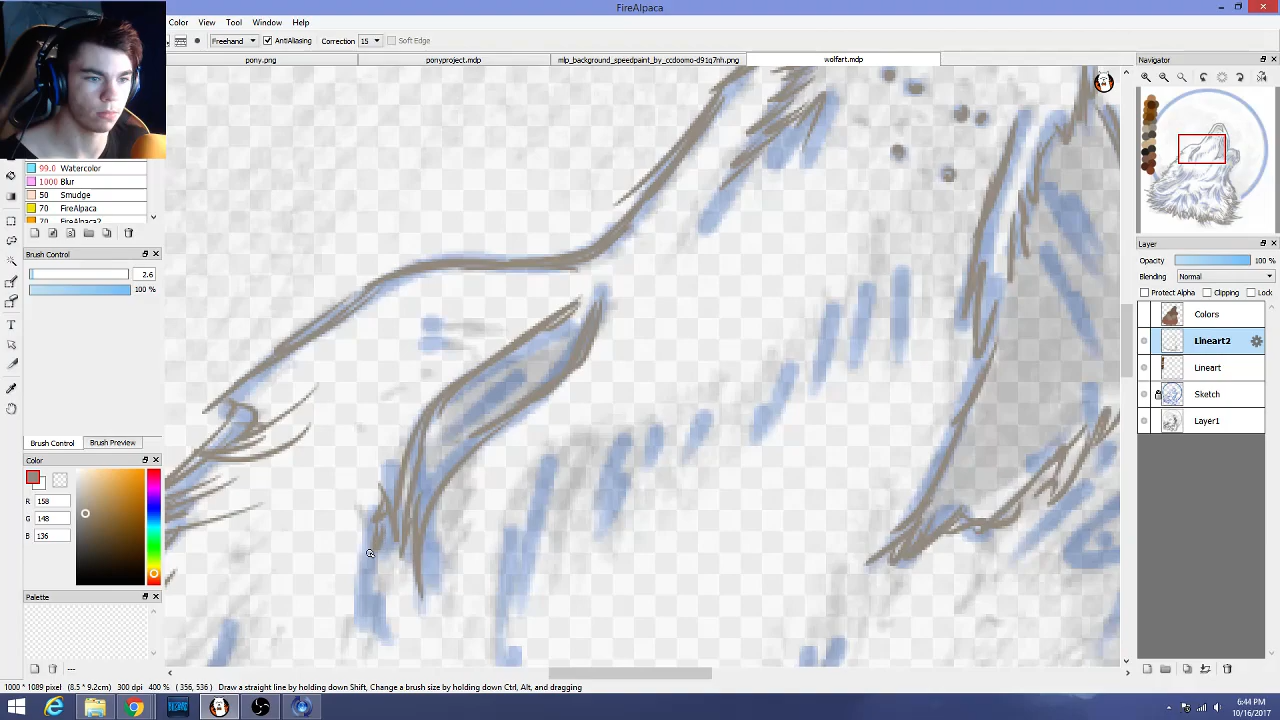 FireAlpaca
Color View Tool Window Help
Freehand AntiAliasing Correction 15 Soft Edge
pony.png ponyproject.mdp mlp_background_speedpaint_by_ccdoomo-d91q7nh.png wolfart.mdp
Navigator
99.0 Watercolor
1000 Blur
50 Smudge
70 FireAlpaca
70 FireAlpaca2
Brush Control
2.6
100 %
Brush Control Brush Preview
Color
R 158
G 148
B 136
Palette
---
Layer
Opacity 100 %
Blending Normal
Protect Alpha Clipping Lock
Colors
Lineart2
Lineart
Sketch
Layer1
1005 * 1089 pixel (8.5 * 9.2cm) 300 dpi 400 % (356, 536) Draw a straight line by holding down Shift, Change a brush size by holding down Ctrl, Alt, and dragging
6:44 PM
10/16/2017